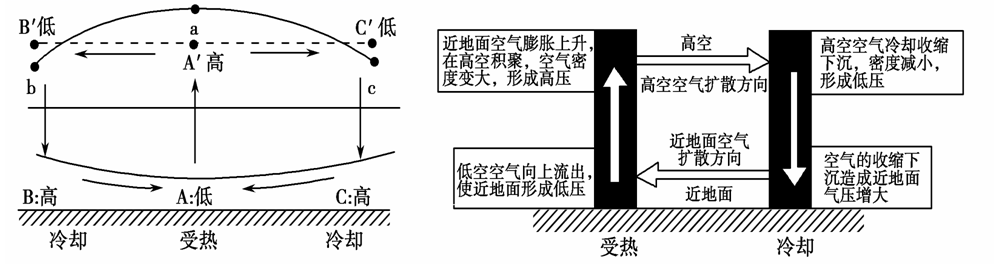 B′低
a
C′低
A′高
b
c
B:高
A:低
C:高
冷却
受热
冷却
近地面空气膨胀上升，
在高空积聚，空气密
度变大，形成高压
高空
高空空气扩散方向
高空空气冷却收缩
下沉，密度减小，
形成低压
低空空气向上流出，
使近地面形成低压
近地面空气
扩散方向
近地面
空气的收缩下
沉造成近地面
气压增大
受热
冷却